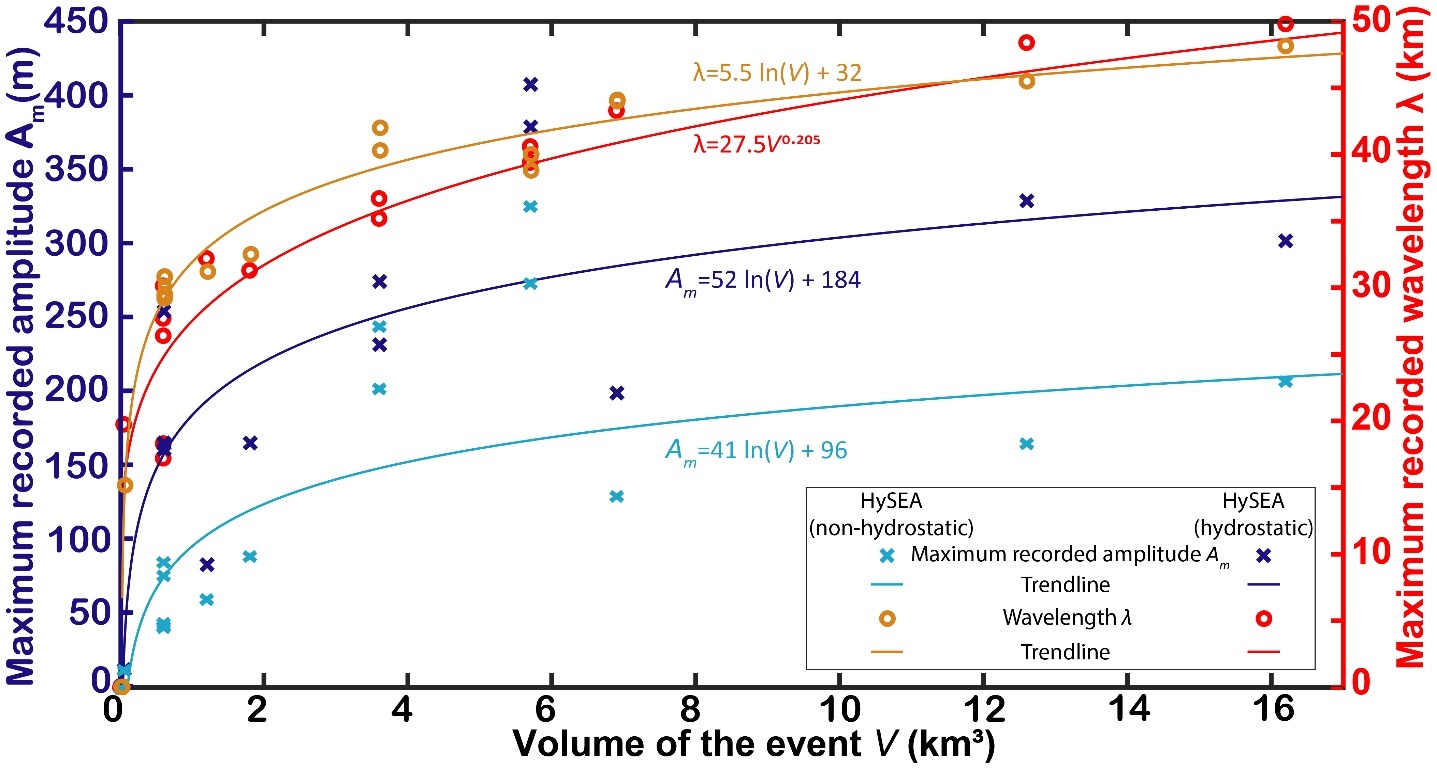 Maximum recorded amplitude Aₘ(m)
450
400
350
300
250
200
150
100
50
0
0
2
4
6
8
10
12
14
16
Volume of the event V (km³)
50
40
30
20
10
0
Maximum recorded wavelength λ (km)
λ=5.5 ln(V) + 32
λ=27.5V⁰·²⁰⁵
Aₘ=52 ln(V) + 184
Aₘ=41 ln(V) + 96
HySEA HySEA
(non-hydrostatic) (hydrostatic)
Maximum recorded amplitude Aₘ
Trendline
Wavelength λ
Trendline